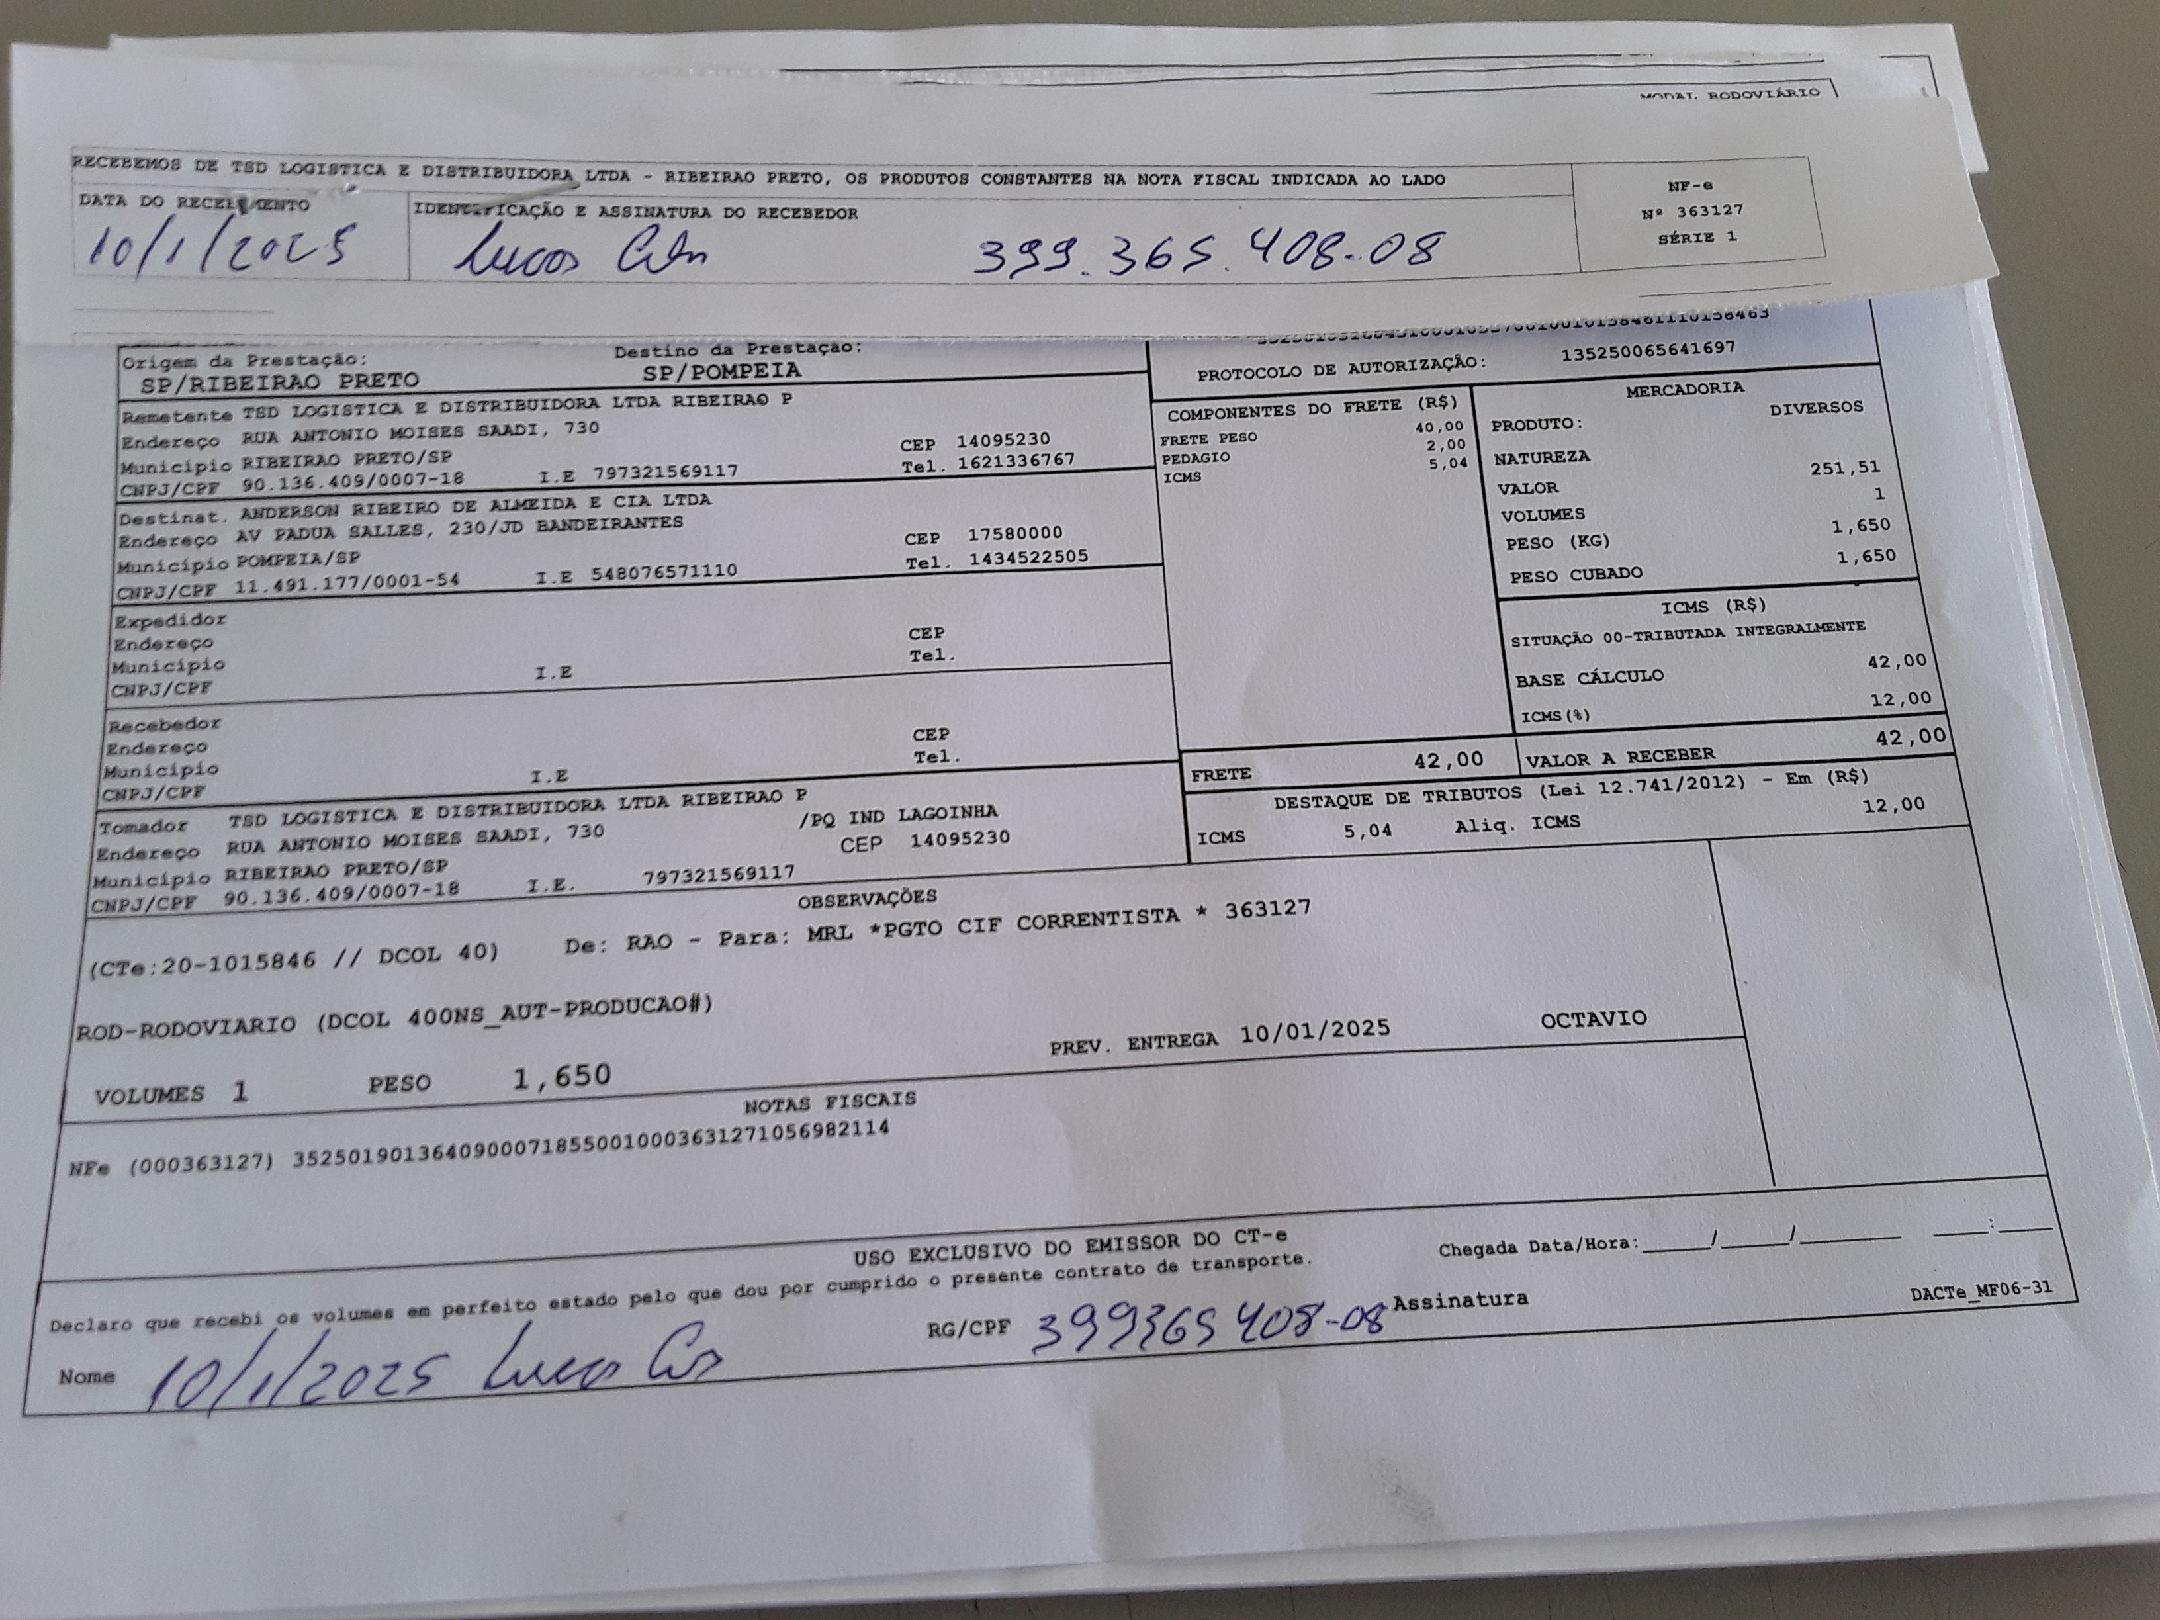 MODAL RODOVIÁRIO
RECEBEMOS DE TSD LOGISTICA E DISTRIBUIDORA LTDA - RIBEIRAO PRETO, OS PRODUTOS CONSTANTES NA NOTA FISCAL INDICADA AO LADO
NF-e
Nº 363127
SÉRIE 1
DATA DO RECEBIMENTO
IDENTIFICAÇÃO E ASSINATURA DO RECEBEDOR
10/1/2025 Lucas 399.365.408-08
Origem da Prestação: Destino da Prestação:
SP/RIBEIRAO PRETO SP/POMPEIA
PROTOCOLO DE AUTORIZAÇÃO: 135250065641697
Remetente TSD LOGISTICA E DISTRIBUIDORA LTDA RIBEIRAO P
Endereço RUA ANTONIO MOISES SAADI, 730
Município RIBEIRAO PRETO/SP CEP 14095230
CNPJ/CPF 90.136.409/0007-18 I.E 797321569117 Tel. 1621336767
Destinat. ANDERSON RIBEIRO DE ALMEIDA E CIA LTDA
Endereço AV PADUA SALLES, 230/JD BANDEIRANTES
Município POMPEIA/SP CEP 17580000
CNPJ/CPF 11.491.177/0001-54 I.E 548076571110 Tel. 1434522505
Expedidor
Endereço
Município CEP
CNPJ/CPF I.E Tel.
Recebedor
Endereço
Município CEP
CNPJ/CPF I.E Tel.
Tomador TSD LOGISTICA E DISTRIBUIDORA LTDA RIBEIRAO P
Endereço RUA ANTONIO MOISES SAADI, 730 /PQ IND LAGOINHA
Município RIBEIRAO PRETO/SP CEP 14095230
CNPJ/CPF 90.136.409/0007-18 I.E. 797321569117
COMPONENTES DO FRETE (R$)
FRETE PESO 40,00
PEDAGIO 2,00
ICMS 5,04
MERCADORIA
PRODUTO: DIVERSOS
NATUREZA
VALOR 251,51
VOLUMES 1
PESO (KG) 1,650
PESO CUBADO 1,650
ICMS (R$)
SITUAÇÃO 00-TRIBUTADA INTEGRALMENTE
BASE CÁLCULO 42,00
ICMS(%) 12,00
FRETE 42,00 VALOR A RECEBER 42,00
DESTAQUE DE TRIBUTOS (Lei 12.741/2012) - Em (R$)
ICMS 5,04 Aliq. ICMS 12,00
OBSERVAÇÕES
(CTe:20-1015846 // DCOL 40) De: RAO - Para: MRL *PGTO CIF CORRENTISTA * 363127
ROD-RODOVIARIO (DCOL 400NS_AUT-PRODUCAO#)
PREV. ENTREGA 10/01/2025 OCTAVIO
VOLUMES 1 PESO 1,650
NOTAS FISCAIS
NFe (000363127) 35250190136409000718550010003631271056982114
USO EXCLUSIVO DO EMISSOR DO CT-e
Declaro que recebi os volumes em perfeito estado pelo que dou por cumprido o presente contrato de transporte.
Chegada Data/Hora:_____/_____/_______ ____:____
Nome 10/1/2025 Lucas RG/CPF 399365408-08 Assinatura
DACTe_MF06-31